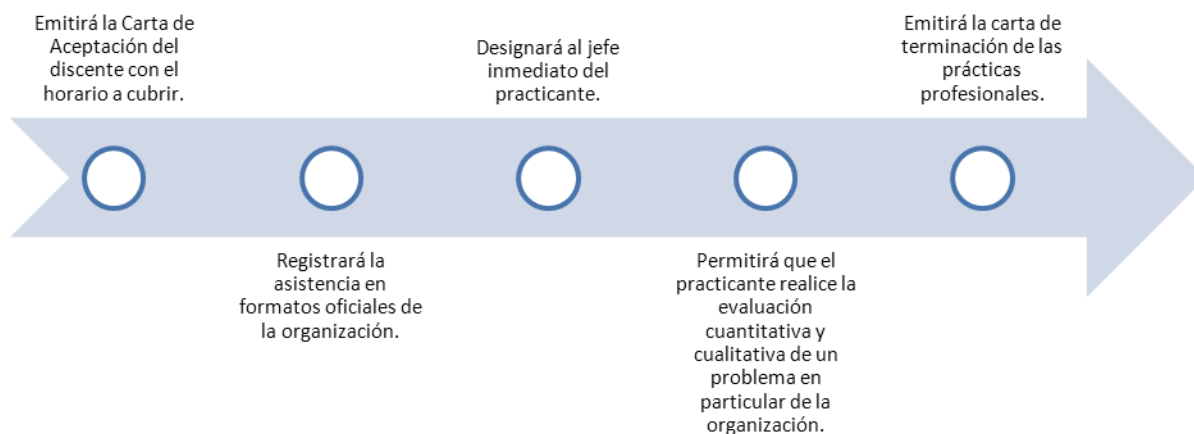 Emitirá la Carta de
Aceptación del
discente con el
horario a cubrir.
Registrará la
asistencia en
formatos oficiales de
la organización.
Designará al jefe
inmediato del
practicante.
Permitirá que el
practicante realice la
evaluación
cuantitativa y
cualitativa de un
problema en
particular de la
organización.
Emitirá la carta de
terminación de las
prácticas
profesionales.